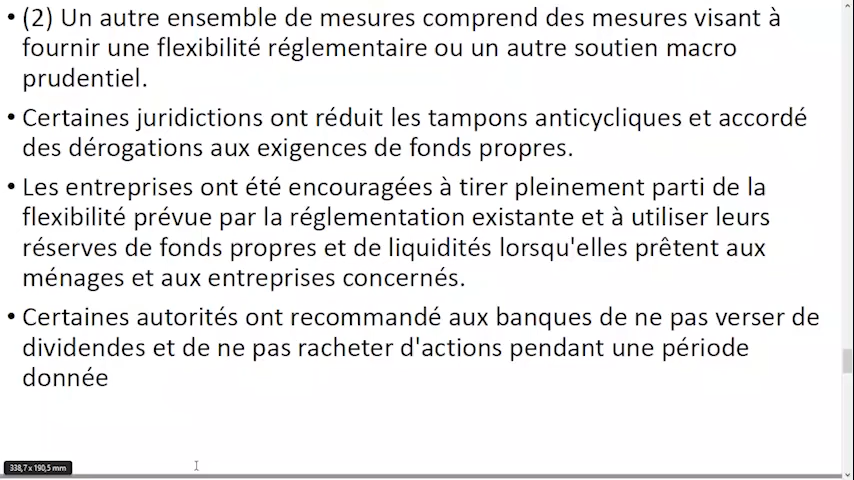 • (2) Un autre ensemble de mesures comprend des mesures visant à
fournir une flexibilité réglementaire ou un autre soutien macro
prudentiel.
• Certaines juridictions ont réduit les tampons anticycliques et accordé
des dérogations aux exigences de fonds propres.
• Les entreprises ont été encouragées à tirer pleinement parti de la
flexibilité prévue par la réglementation existante et à utiliser leurs
réserves de fonds propres et de liquidités lorsqu'elles prêtent aux
ménages et aux entreprises concernés.
• Certaines autorités ont recommandé aux banques de ne pas verser de
dividendes et de ne pas racheter d'actions pendant une période
donnée
338,7 x 190,5 mm